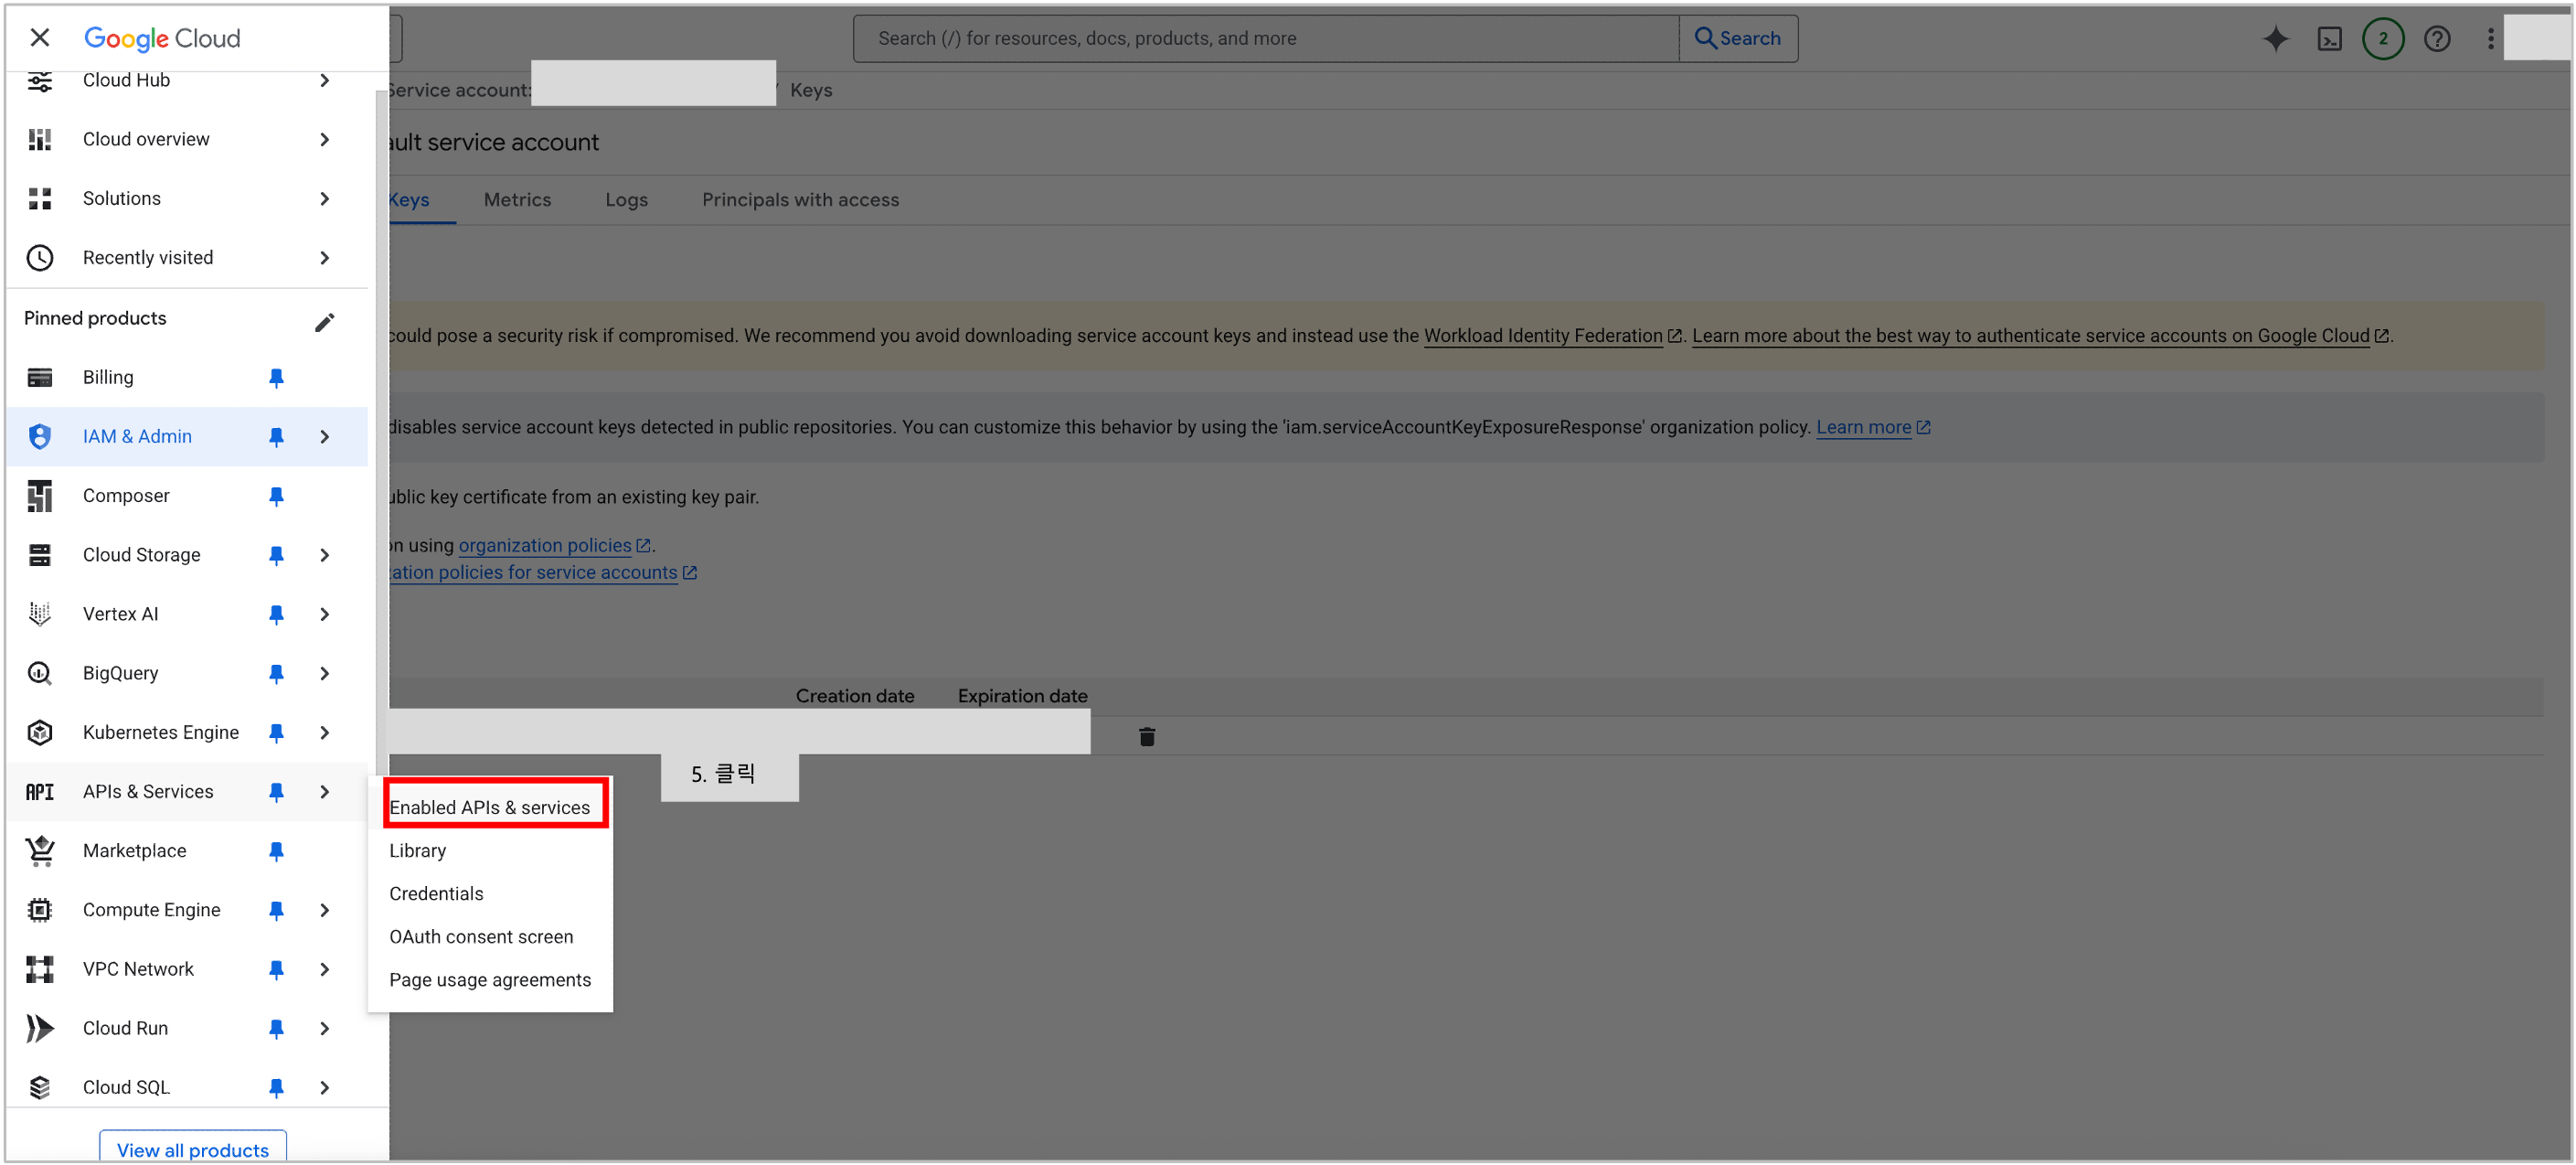 Google Cloud
Search (/) for resources, docs, products, and more
Search
2
Cloud Hub
Service account:
Keys
Cloud overview
ault service account
Solutions
Keys
Metrics
Logs
Principals with access
Recently visited
Pinned products
could pose a security risk if compromised. We recommend you avoid downloading service account keys and instead use the Workload Identity Federation. Learn more about the best way to authenticate service accounts on Google Cloud.
Billing
IAM & Admin
disables service account keys detected in public repositories. You can customize this behavior by using the 'iam.serviceAccountKeyExposureResponse' organization policy. Learn more
Composer
ublic key certificate from an existing key pair.
Cloud Storage
on using organization policies.
zation policies for service accounts
Vertex AI
BigQuery
Creation date
Expiration date
Kubernetes Engine
5. 클릭
API
APIs & Services
Enabled APIs & services
Library
Credentials
OAuth consent screen
Page usage agreements
Marketplace
Compute Engine
VPC Network
Cloud Run
Cloud SQL
View all products